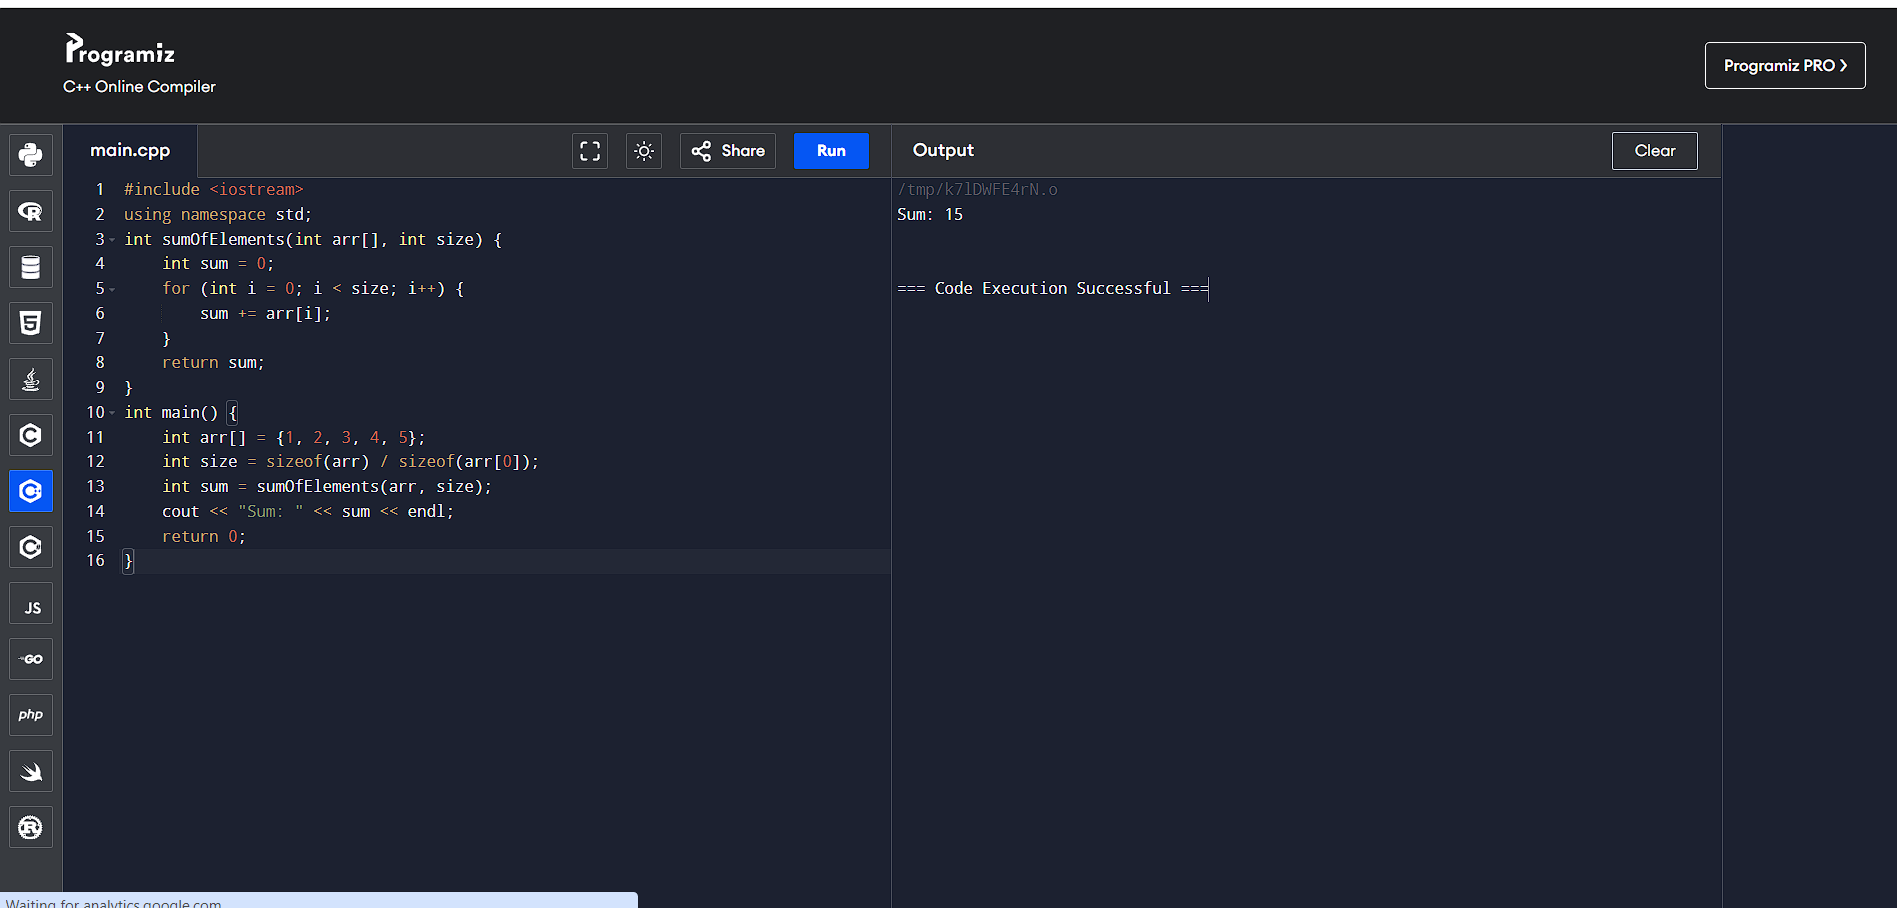 Programiz
C++ Online Compiler
Programiz PRO >
main.cpp
Share
Run
Output
Clear
1 #include <iostream>
2 using namespace std;
3 int sumOfElements(int arr[], int size) {
4     int sum = 0;
5     for (int i = 0; i < size; i++) {
6         sum += arr[i];
7     }
8     return sum;
9 }
10 int main() {
11     int arr[] = {1, 2, 3, 4, 5};
12     int size = sizeof(arr) / sizeof(arr[0]);
13     int sum = sumOfElements(arr, size);
14     cout << "Sum: " << sum << endl;
15     return 0;
16 }
/tmp/k7lDWFE4rN.o
Sum: 15
=== Code Execution Successful ===
R
5
C
C+
C
JS
GO
php
R
Waiting for analytics.google.com